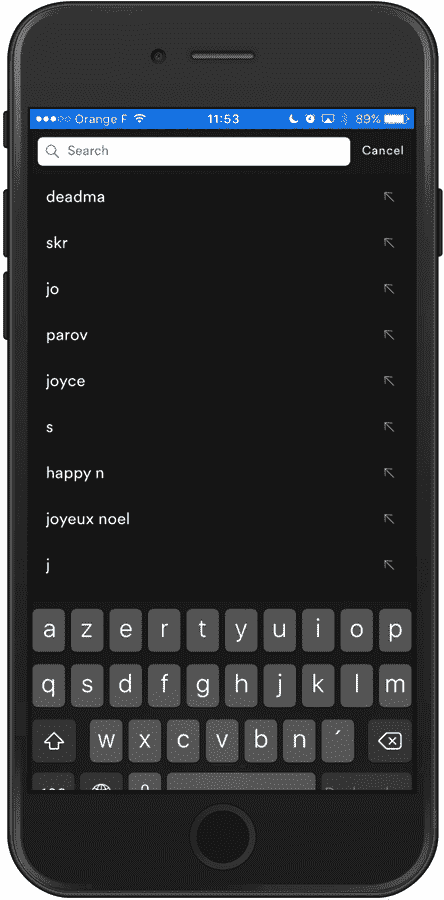 Orange F 11:53 89%
Search Cancel
deadma
skr
jo
parov
joyce
s
happy n
joyeux noel
j
a z e r t y u i o p
q s d f g h j k l m
w x c v b n ´